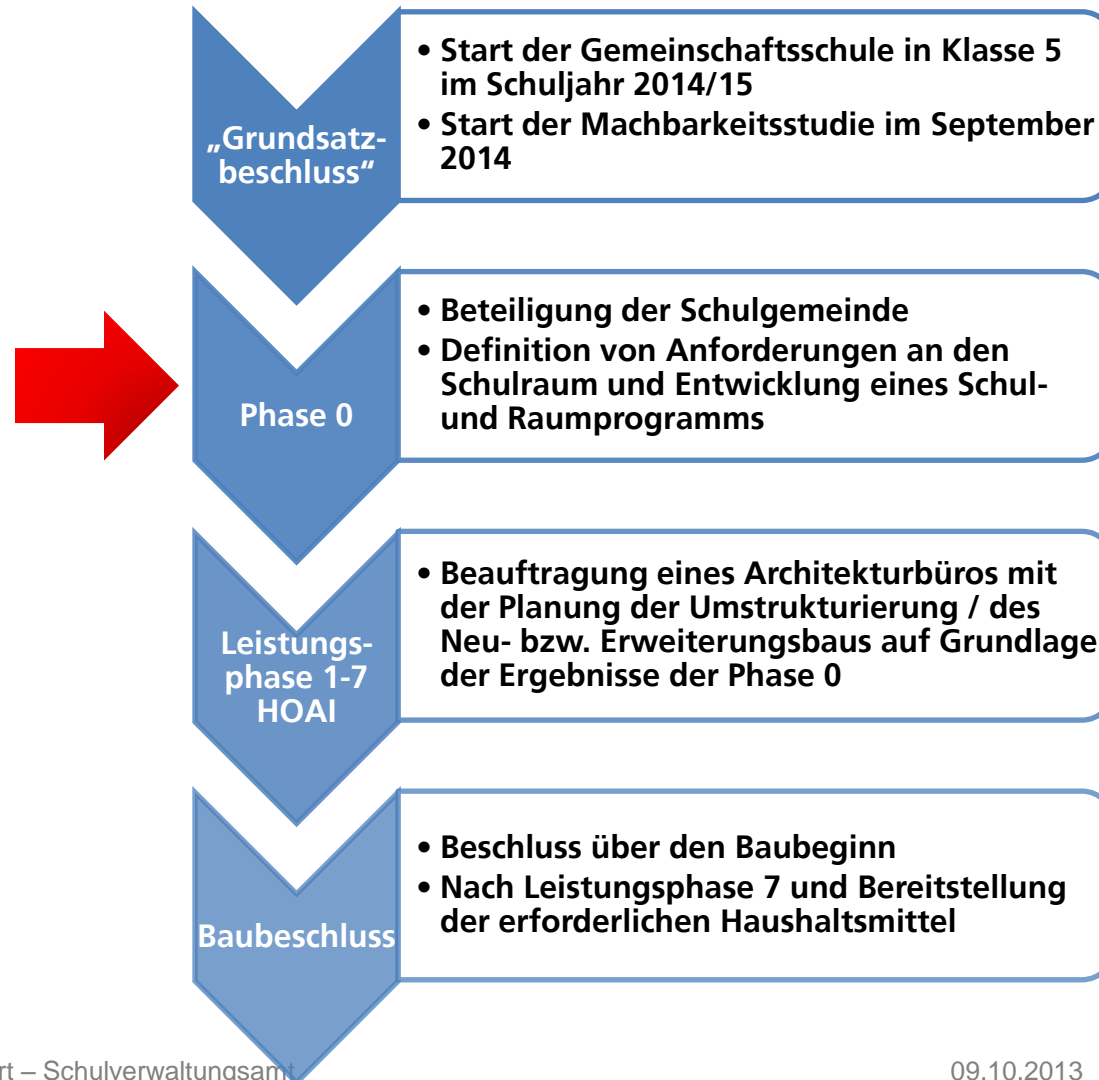 „Grundsatz-
beschluss“
• Start der Gemeinschaftsschule in Klasse 5
im Schuljahr 2014/15
• Start der Machbarkeitsstudie im September
2014
Phase 0
• Beteiligung der Schulgemeinde
• Definition von Anforderungen an den
Schulraum und Entwicklung eines Schul-
und Raumprogramms
Leistungs-
phase 1-7
HOAI
• Beauftragung eines Architekturbüros mit
der Planung der Umstrukturierung / des
Neu- bzw. Erweiterungsbaus auf Grundlage
der Ergebnisse der Phase 0
Baubeschluss
• Beschluss über den Baubeginn
• Nach Leistungsphase 7 und Bereitstellung
der erforderlichen Haushaltsmittel
rt – Schulverwaltungsamt 09.10.2013